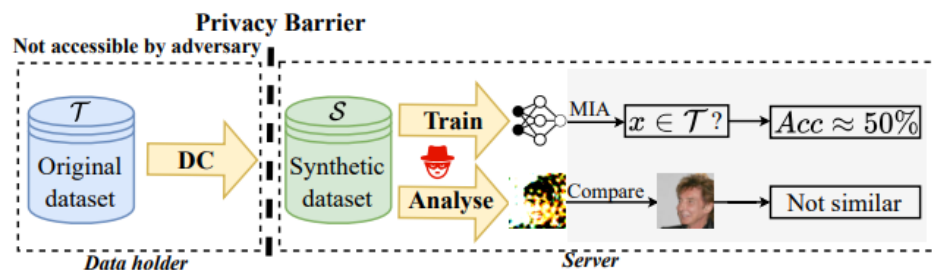 Privacy Barrier
Not accessible by adversary
𝒯
Original
dataset
DC
Data holder
𝒮
Synthetic
dataset
Train
Analyse
MIA
x ∈ 𝒯 ?
Acc ≈ 50%
Compare
Not similar
Server